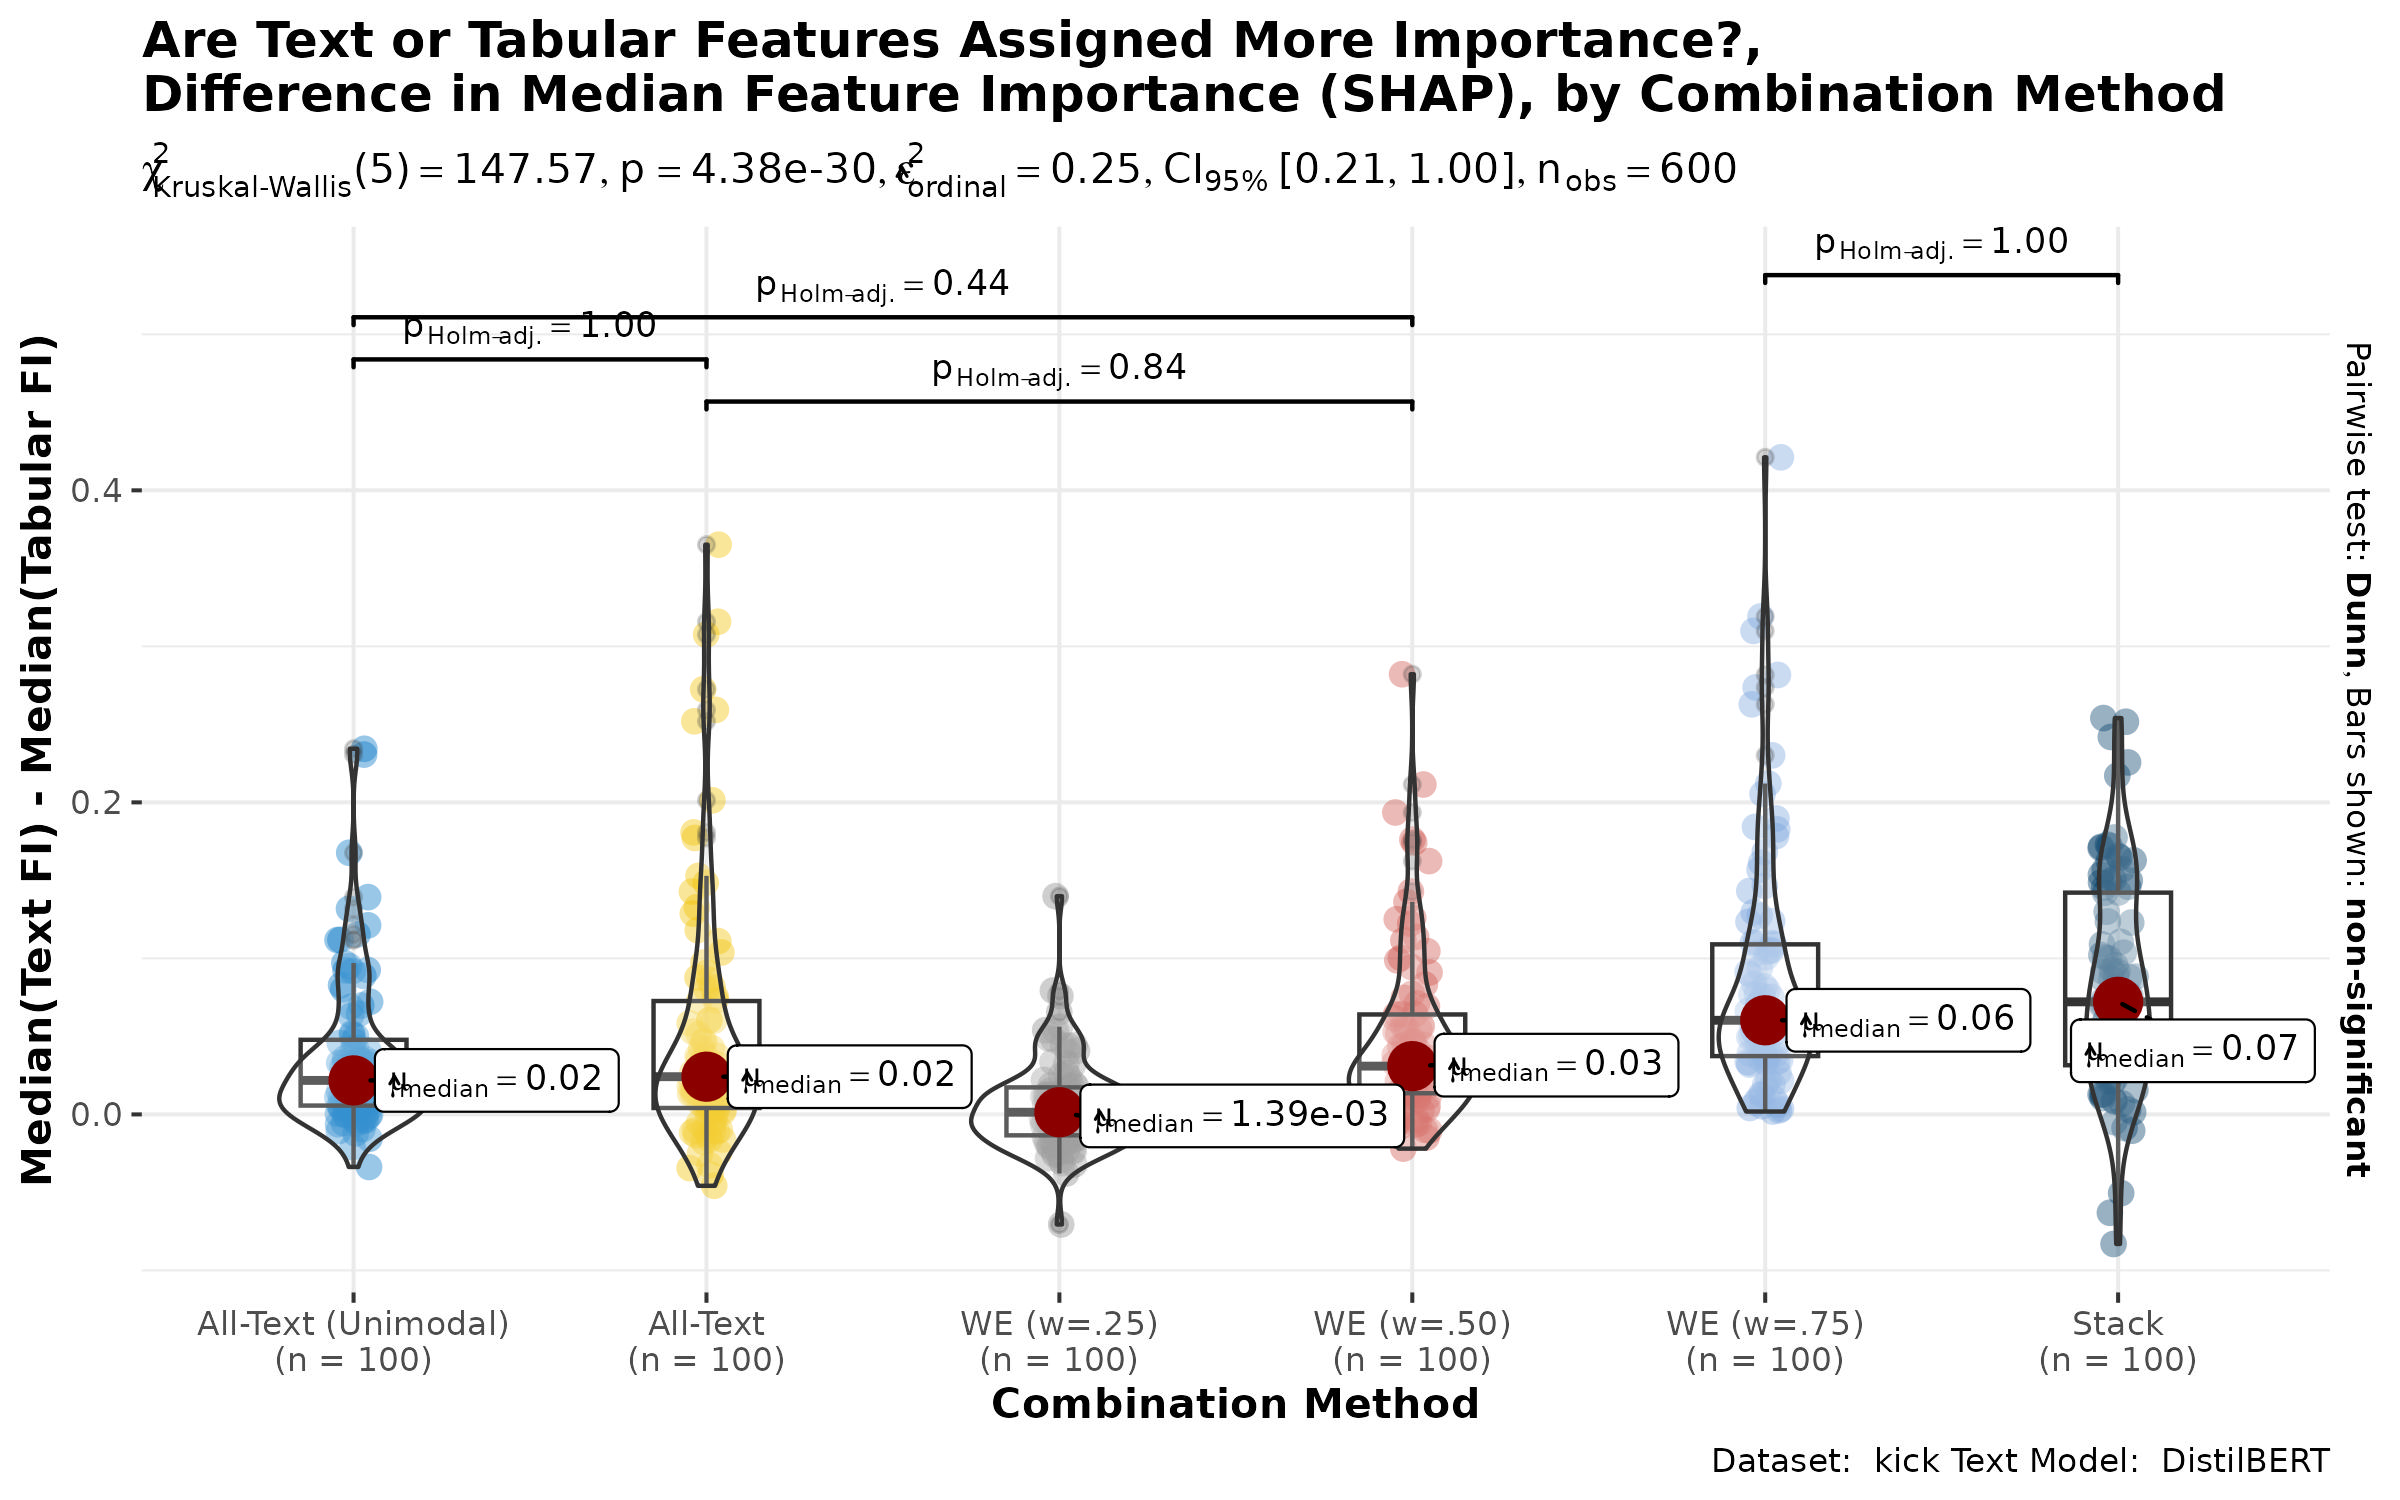 Are Text or Tabular Features Assigned More Importance?,
Difference in Median Feature Importance (SHAP), by Combination Method
χ²Kruskal-Wallis(5) = 147.57, p = 4.38e-30, ε̂²ordinal = 0.25, CI95% [0.21, 1.00], nobs = 600
pHolm-adj. = 1.00
pHolm-adj. = 0.44
pHolm-adj. = 1.00
pHolm-adj. = 0.84
Median(Text FI) - Median(Tabular FI)
0.4
0.2
0.0
μ̂median = 0.02
μ̂median = 0.02
μ̂median = 1.39e-03
μ̂median = 0.03
μ̂median = 0.06
μ̂median = 0.07
Pairwise test: Dunn, Bars shown: non-significant
All-Text (Unimodal)
(n = 100)
All-Text
(n = 100)
WE (w=.25)
(n = 100)
WE (w=.50)
(n = 100)
WE (w=.75)
(n = 100)
Stack
(n = 100)
Combination Method
Dataset:  kick Text Model:  DistilBERT